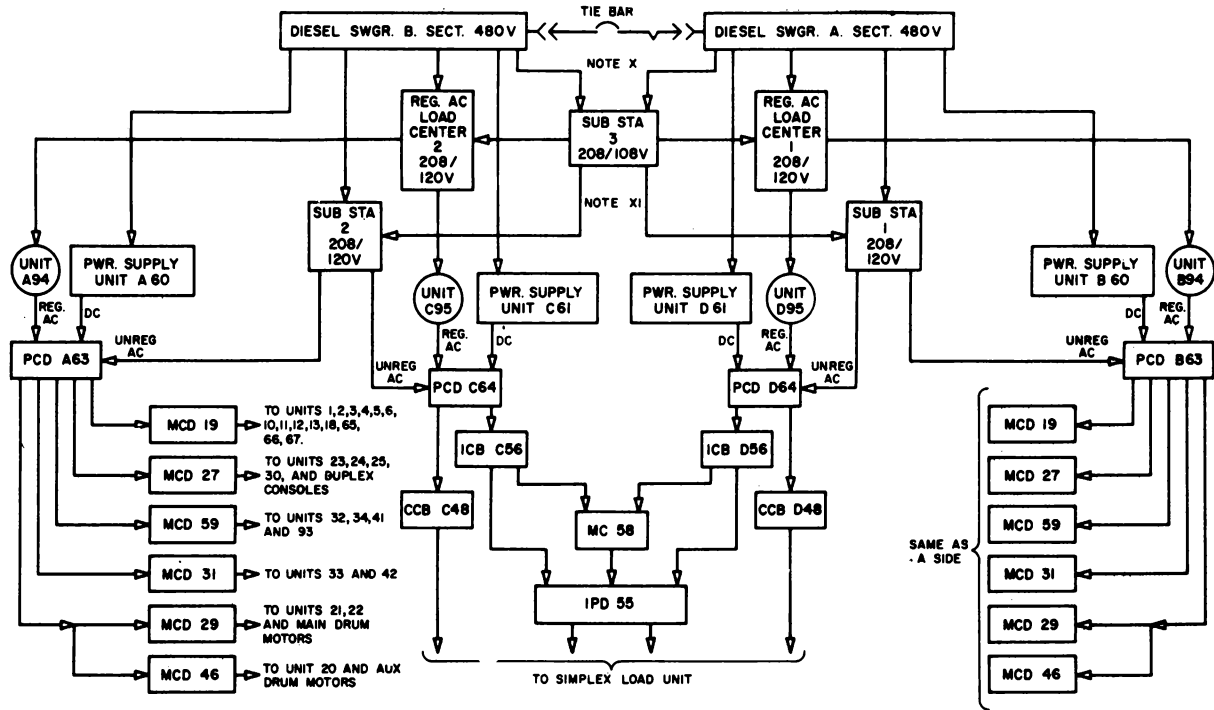 TIE BAR
DIESEL SWGR. B. SECT. 480V
DIESEL SWGR. A. SECT. 480V
NOTE X
REG. AC
LOAD
CENTER
2
208/
120V
SUB STA
3
208/108V
REG. AC
LOAD
CENTER
1
208/
120V
NOTE XI
SUB STA
2
208/
120V
SUB STA
1
208/
120V
UNIT
A94
PWR. SUPPLY
UNIT A60
UNIT
C95
PWR. SUPPLY
UNIT C61
PWR. SUPPLY
UNIT D61
UNIT
D95
PWR. SUPPLY
UNIT B60
UNIT
B94
REG.
AC
DC
UNREG
AC
REG.
AC
DC
DC
REG.
AC
UNREG
AC
DC
REG.
AC
PCD A63
UNREG
AC
PCD C64
PCD D64
UNREG
AC
PCD B63
MCD 19
TO UNITS 1,2,3,4,5,6,
10,11,12,13,18,65,
66,67.
MCD 27
TO UNITS 23,24,25,
30, AND BUPLEX
CONSOLES
MCD 59
TO UNITS 32,34,41
AND 93
MCD 31
TO UNITS 33 AND 42
MCD 29
TO UNITS 21,22
AND MAIN DRUM
MOTORS
MCD 46
TO UNIT 20 AND AUX
DRUM MOTORS
ICB C56
ICB D56
CCB C48
MC 58
CCB D48
IPD 55
TO SIMPLEX LOAD UNIT
SAME AS
A SIDE
MCD 19
MCD 27
MCD 59
MCD 31
MCD 29
MCD 46